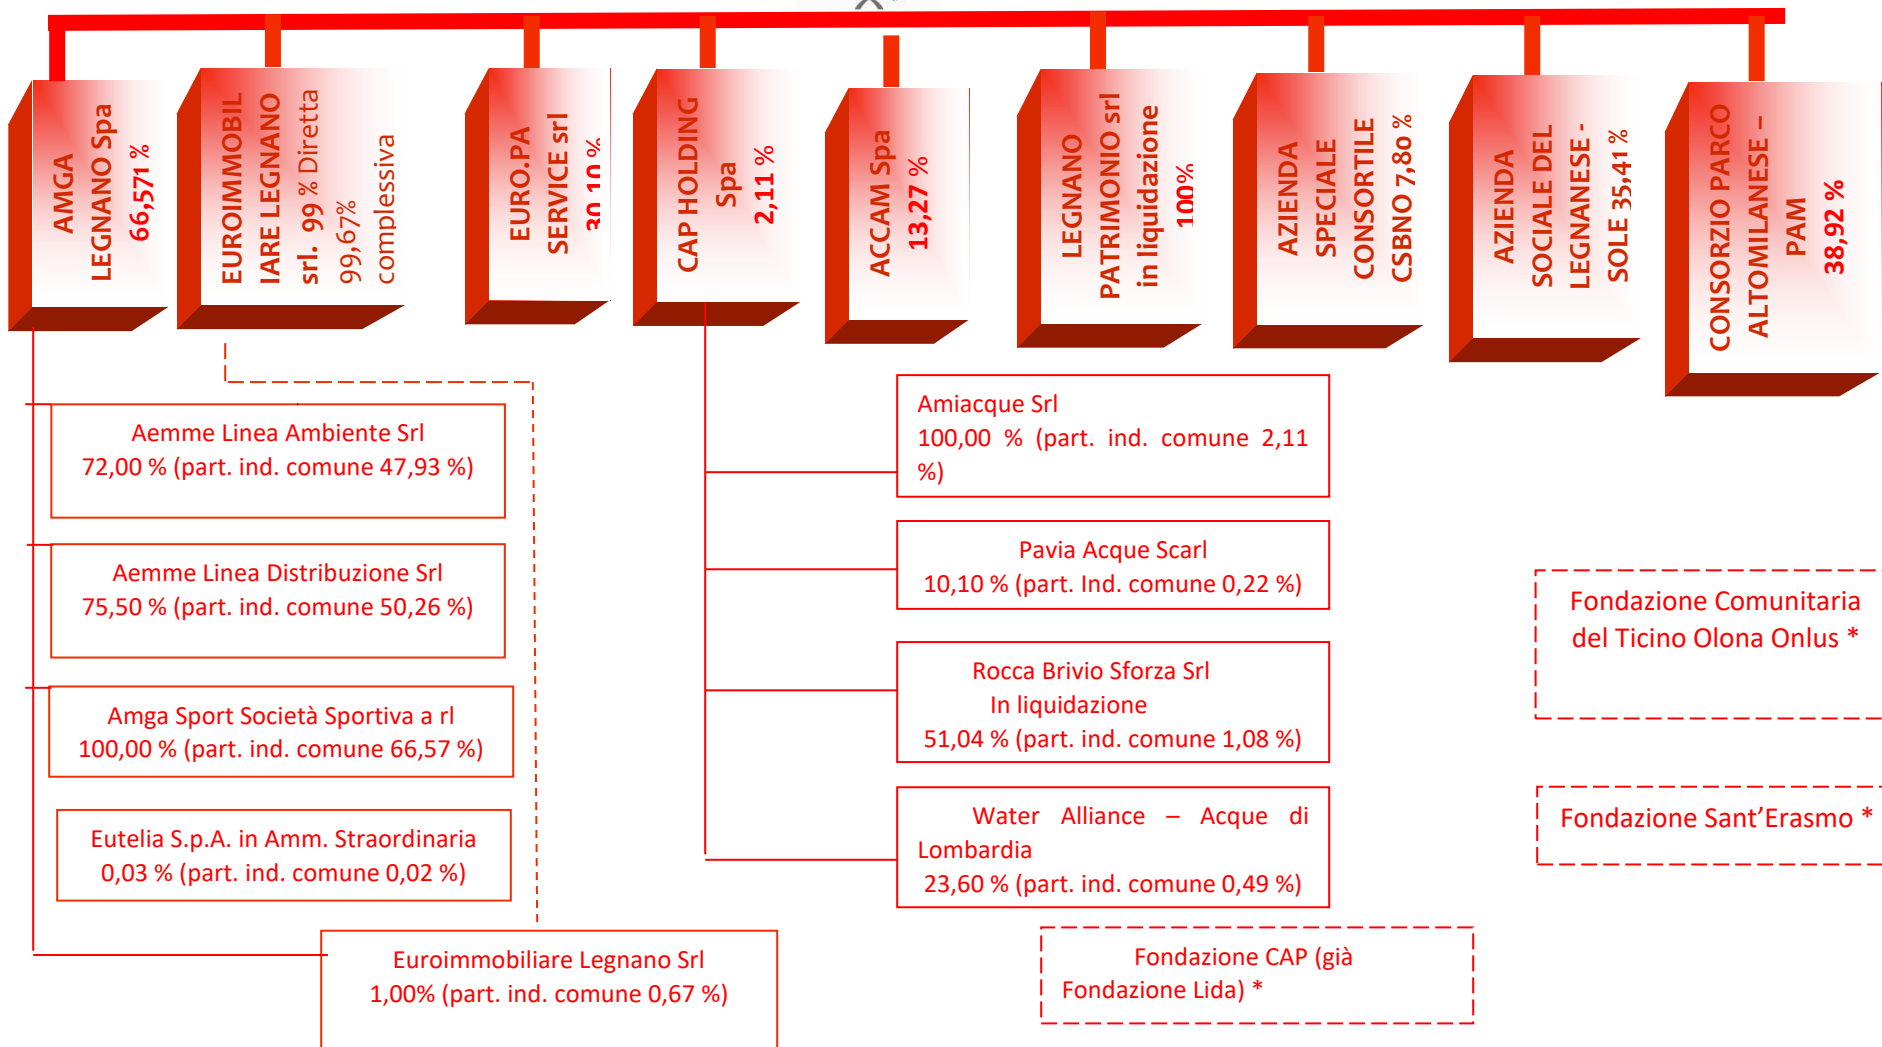 AMGA
LEGNANO Spa
66,571 %
EUROIMMOBIL
IARE LEGNANO
srl. 99 % Diretta
99,67%
complessiva
EURO.PA
SERVICE srl
30,10 %
CAP HOLDING
Spa
2,11 %
ACCAM Spa
13,27 %
LEGNANO
PATRIMONIO srl
in liquidazione
100%
AZIENDA
SPECIALE
CONSORTILE
CSBNO 7,80 %
AZIENDA
SOCIALE DEL
LEGNANESE -
SOLE 35,41 %
CONSORZIO PARCO
ALTOMILANESE –
PAM
38,92 %
Aemme Linea Ambiente Srl
72,00 % (part. ind. comune 47,93 %)
Aemme Linea Distribuzione Srl
75,50 % (part. ind. comune 50,26 %)
Amga Sport Società Sportiva a rl
100,00 % (part. ind. comune 66,57 %)
Eutelia S.p.A. in Amm. Straordinaria
0,03 % (part. ind. comune 0,02 %)
Euroimmobiliare Legnano Srl
1,00% (part. ind. comune 0,67 %)
Amiacque Srl
100,00 % (part. ind. comune 2,11
%)
Pavia Acque Scarl
10,10 % (part. Ind. comune 0,22 %)
Rocca Brivio Sforza Srl
In liquidazione
51,04 % (part. ind. comune 1,08 %)
Water Alliance – Acque di
Lombardia
23,60 % (part. ind. comune 0,49 %)
Fondazione CAP (già
Fondazione Lida) *
Fondazione Comunitaria
del Ticino Olona Onlus *
Fondazione Sant’Erasmo *